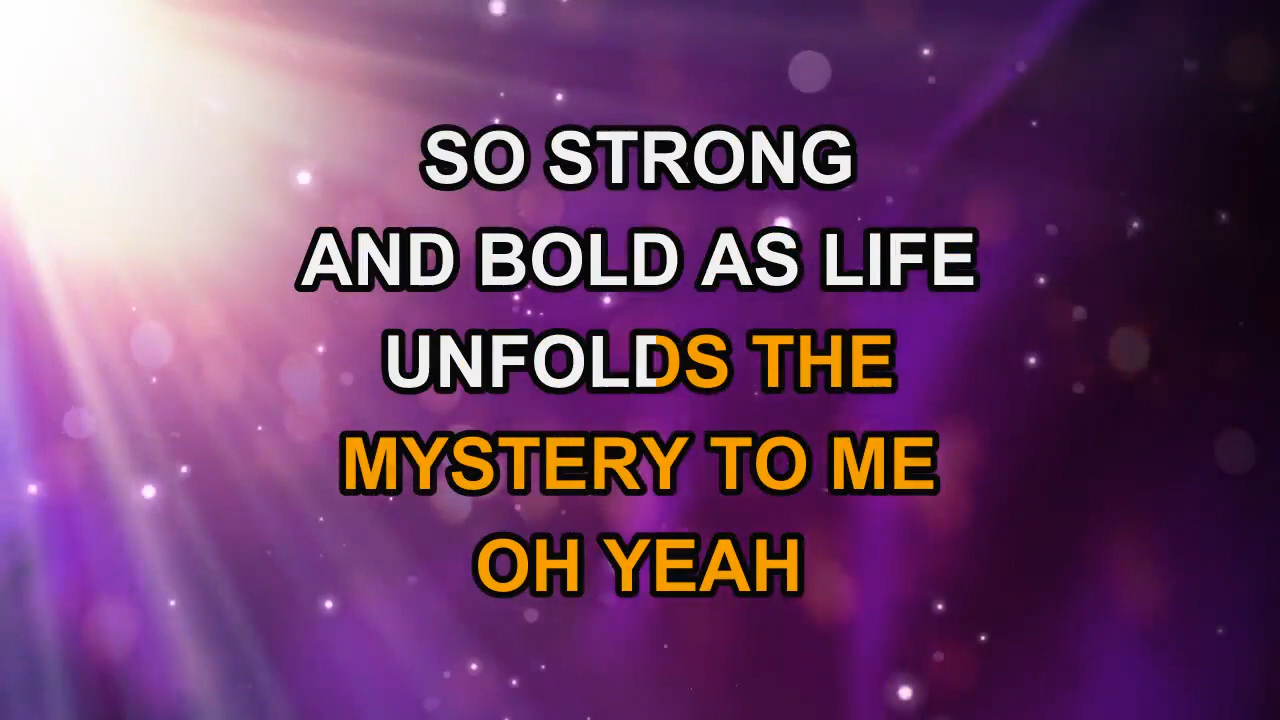 SO STRONG
AND BOLD AS LIFE
UNFOLDS THE
MYSTERY TO ME
OH YEAH